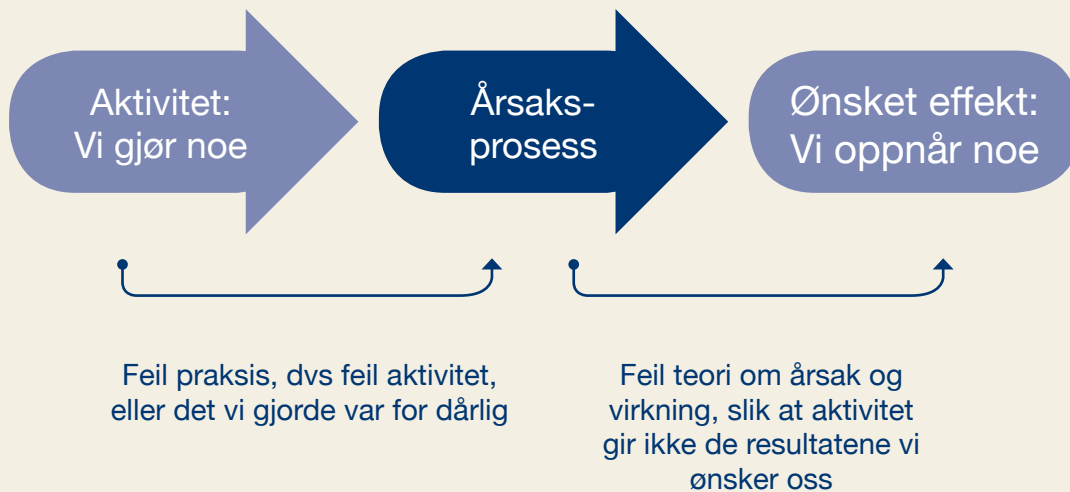 Aktivitet:
Vi gjør noe
Årsaks-
prosess
Ønsket effekt:
Vi oppnår noe
Feil praksis, dvs feil aktivitet,
eller det vi gjorde var for dårlig
Feil teori om årsak og
virkning, slik at aktivitet
gir ikke de resultatene vi
ønsker oss